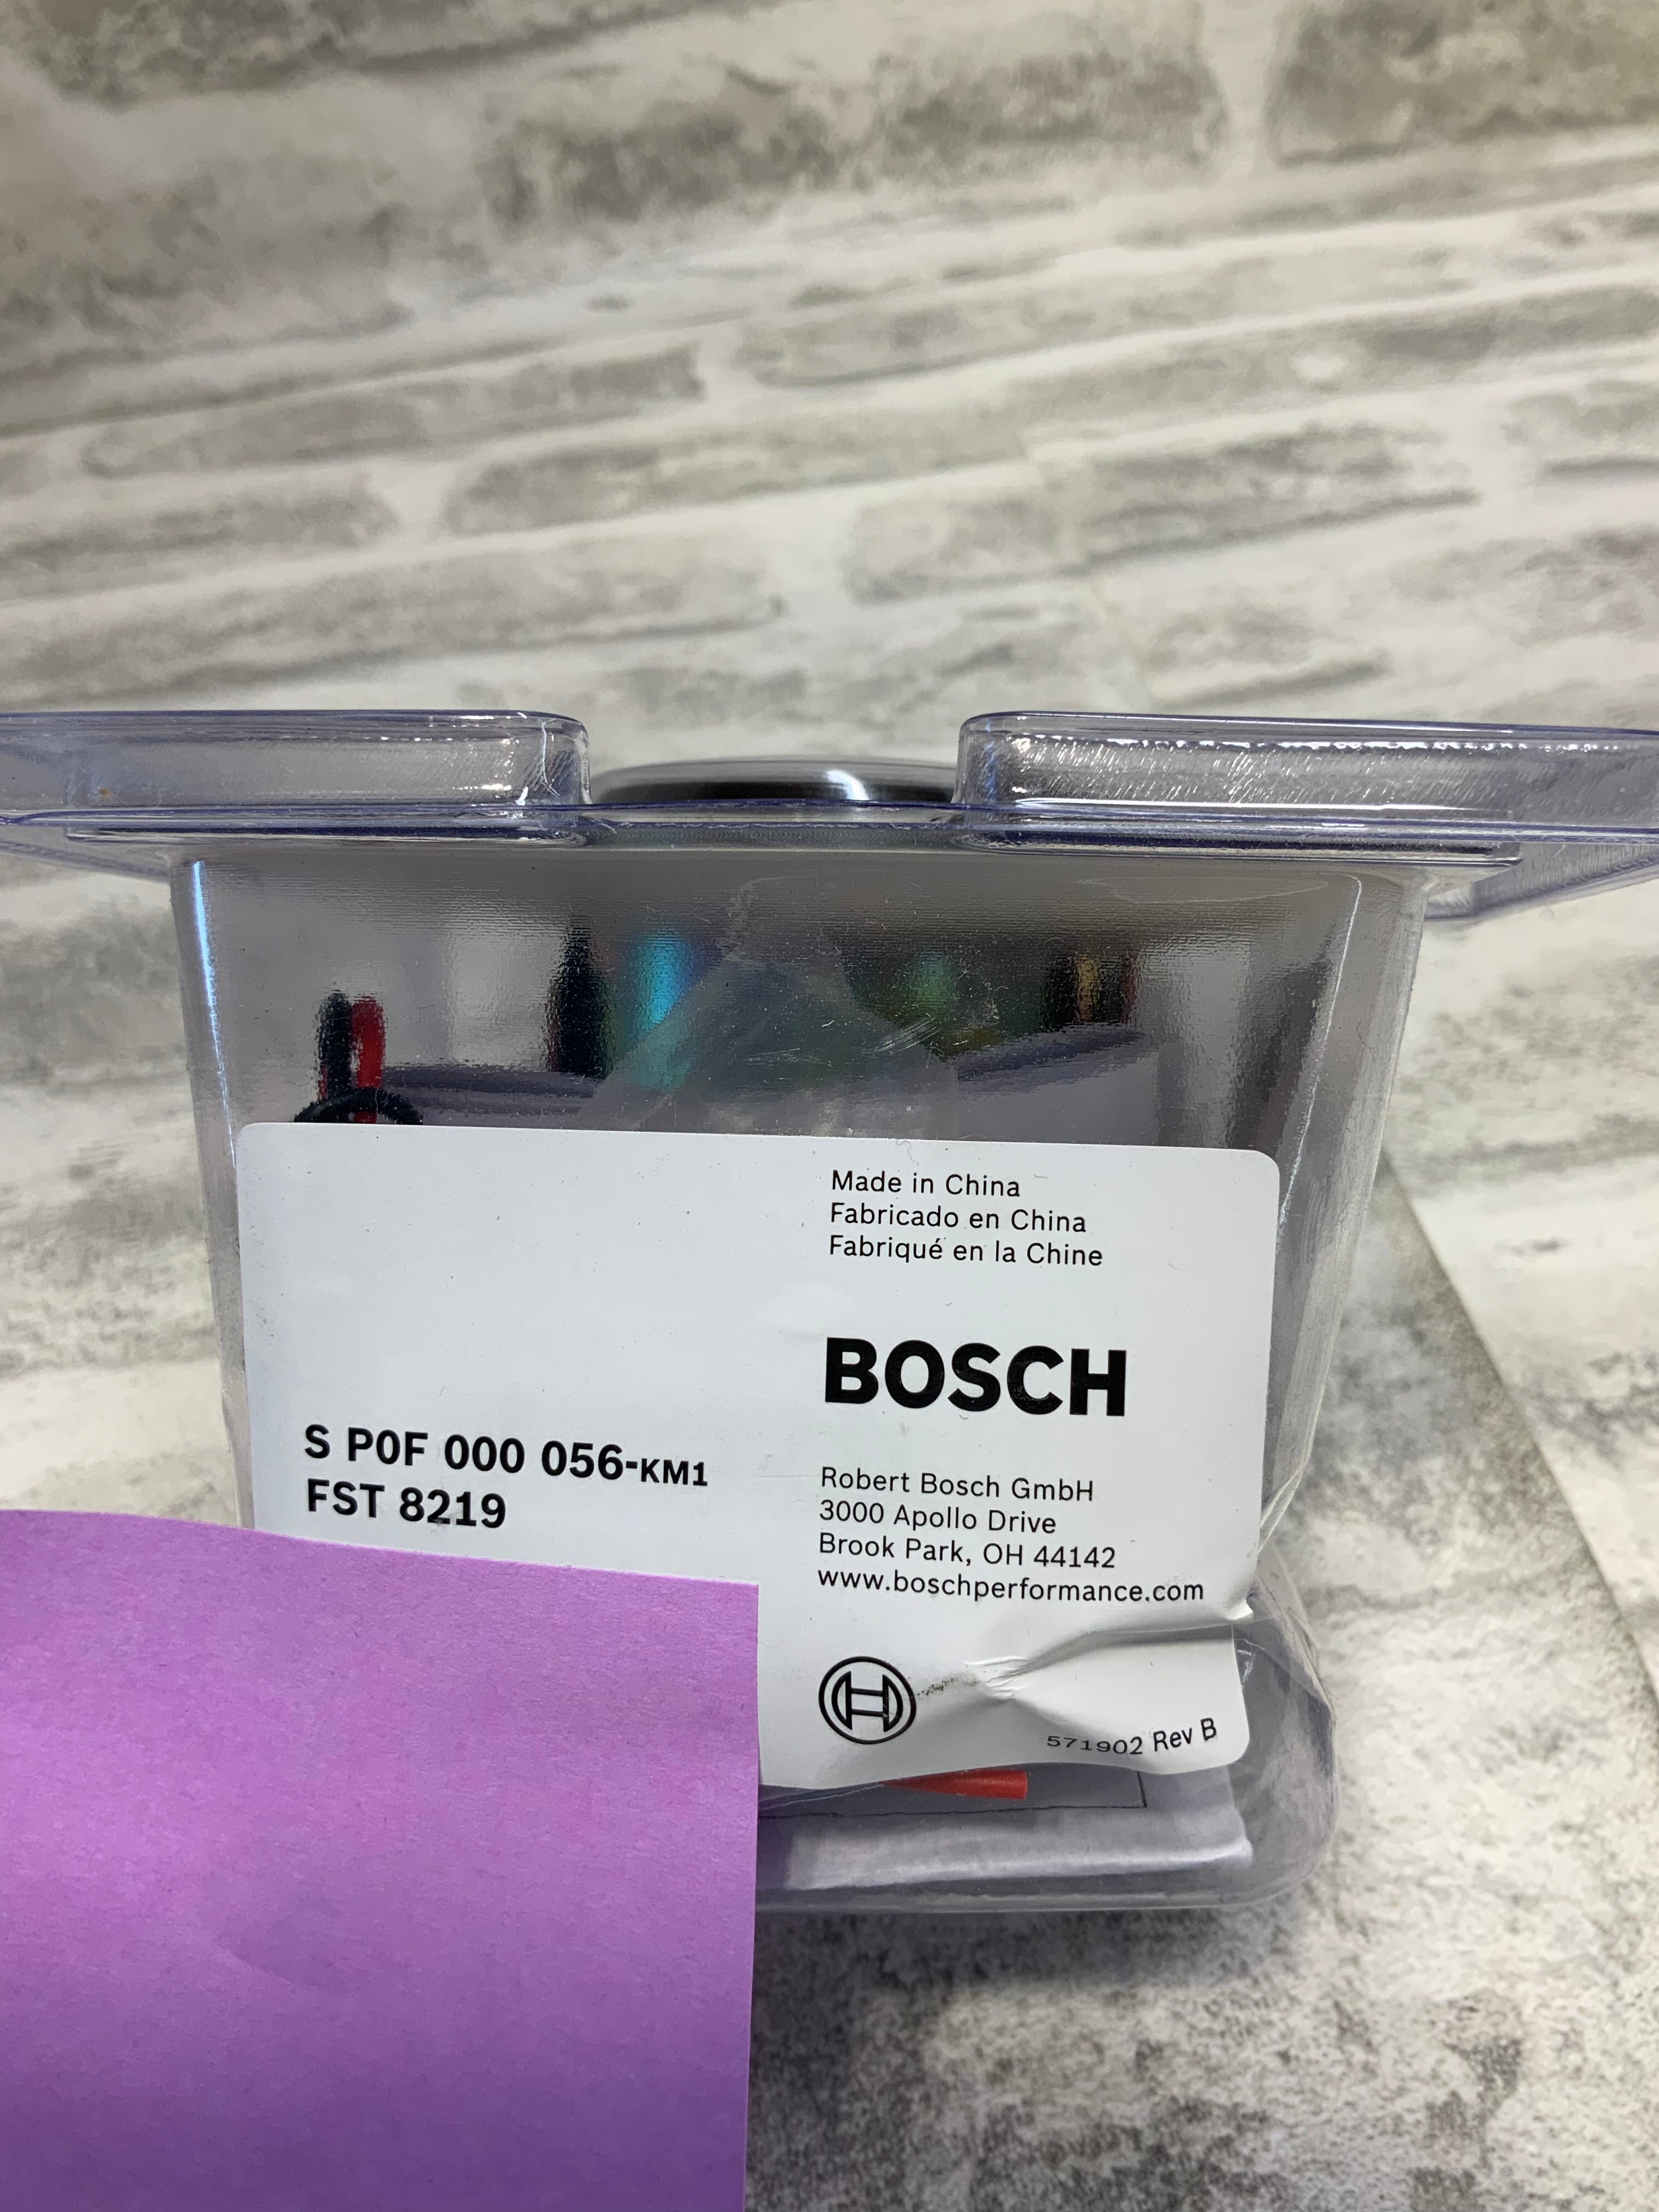 Made in China
Fabricado en China
Fabriqué en la Chine
BOSCH
S P0F 000 056-KM1
FST 8219
Robert Bosch GmbH
3000 Apollo Drive
Brook Park, OH 44142
www.boschperformance.com
571902 Rev B